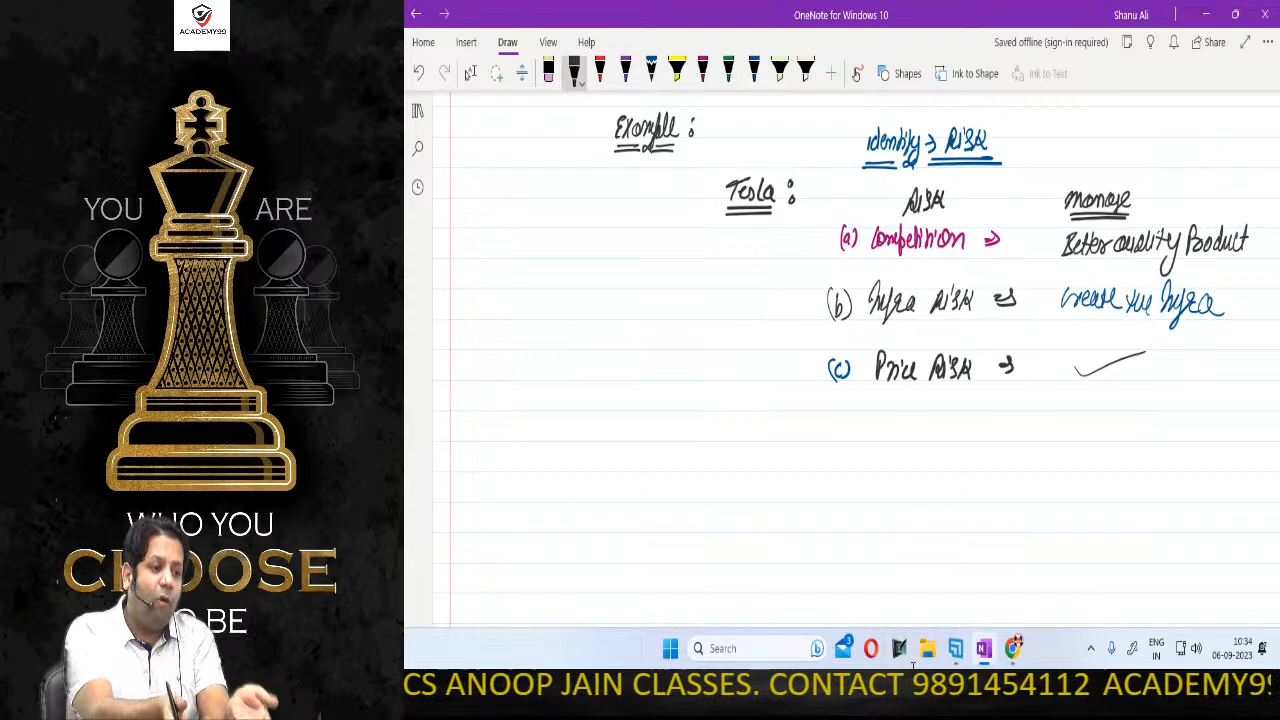 ACADEMY99
YOU ARE
WHO YOU
CHOOSE
TO BE
OneNote for Windows 10
Shanu Ali
Home Insert Draw View Help
Saved offline (sign-in required)
Share
Shapes
Ink to Shape
Ink to Text
Example :
Identify → Risk
Tesla :
Risk
Manage
(a) Competition ⇒ Better quality Product
(b) Infra Risk ⇒ Create the Infra
(c) Price Risk ⇒ ✓
Search
3
ENG
IN
10:34
06-09-2023
CS ANOOP JAIN CLASSES. CONTACT 9891454112 ACADEMY99